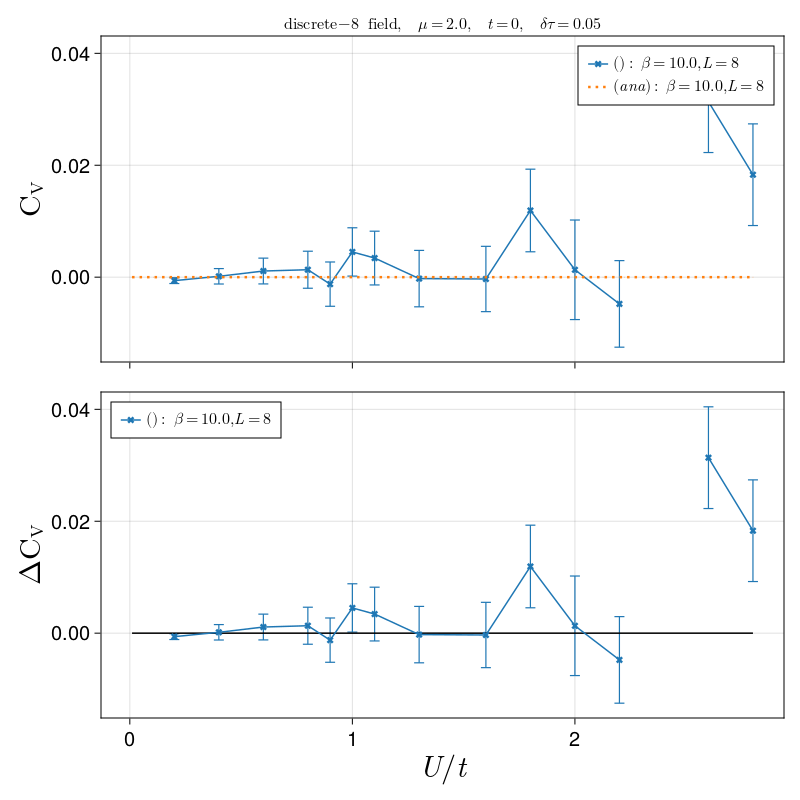 discrete−8 field, μ = 2.0, t = 0, δτ = 0.05
0.04
0.02
0.00
C_V
() : β = 10.0, L = 8
(ana) : β = 10.0, L = 8
0.04
0.02
0.00
ΔC_V
() : β = 10.0, L = 8
0 1 2
U/t